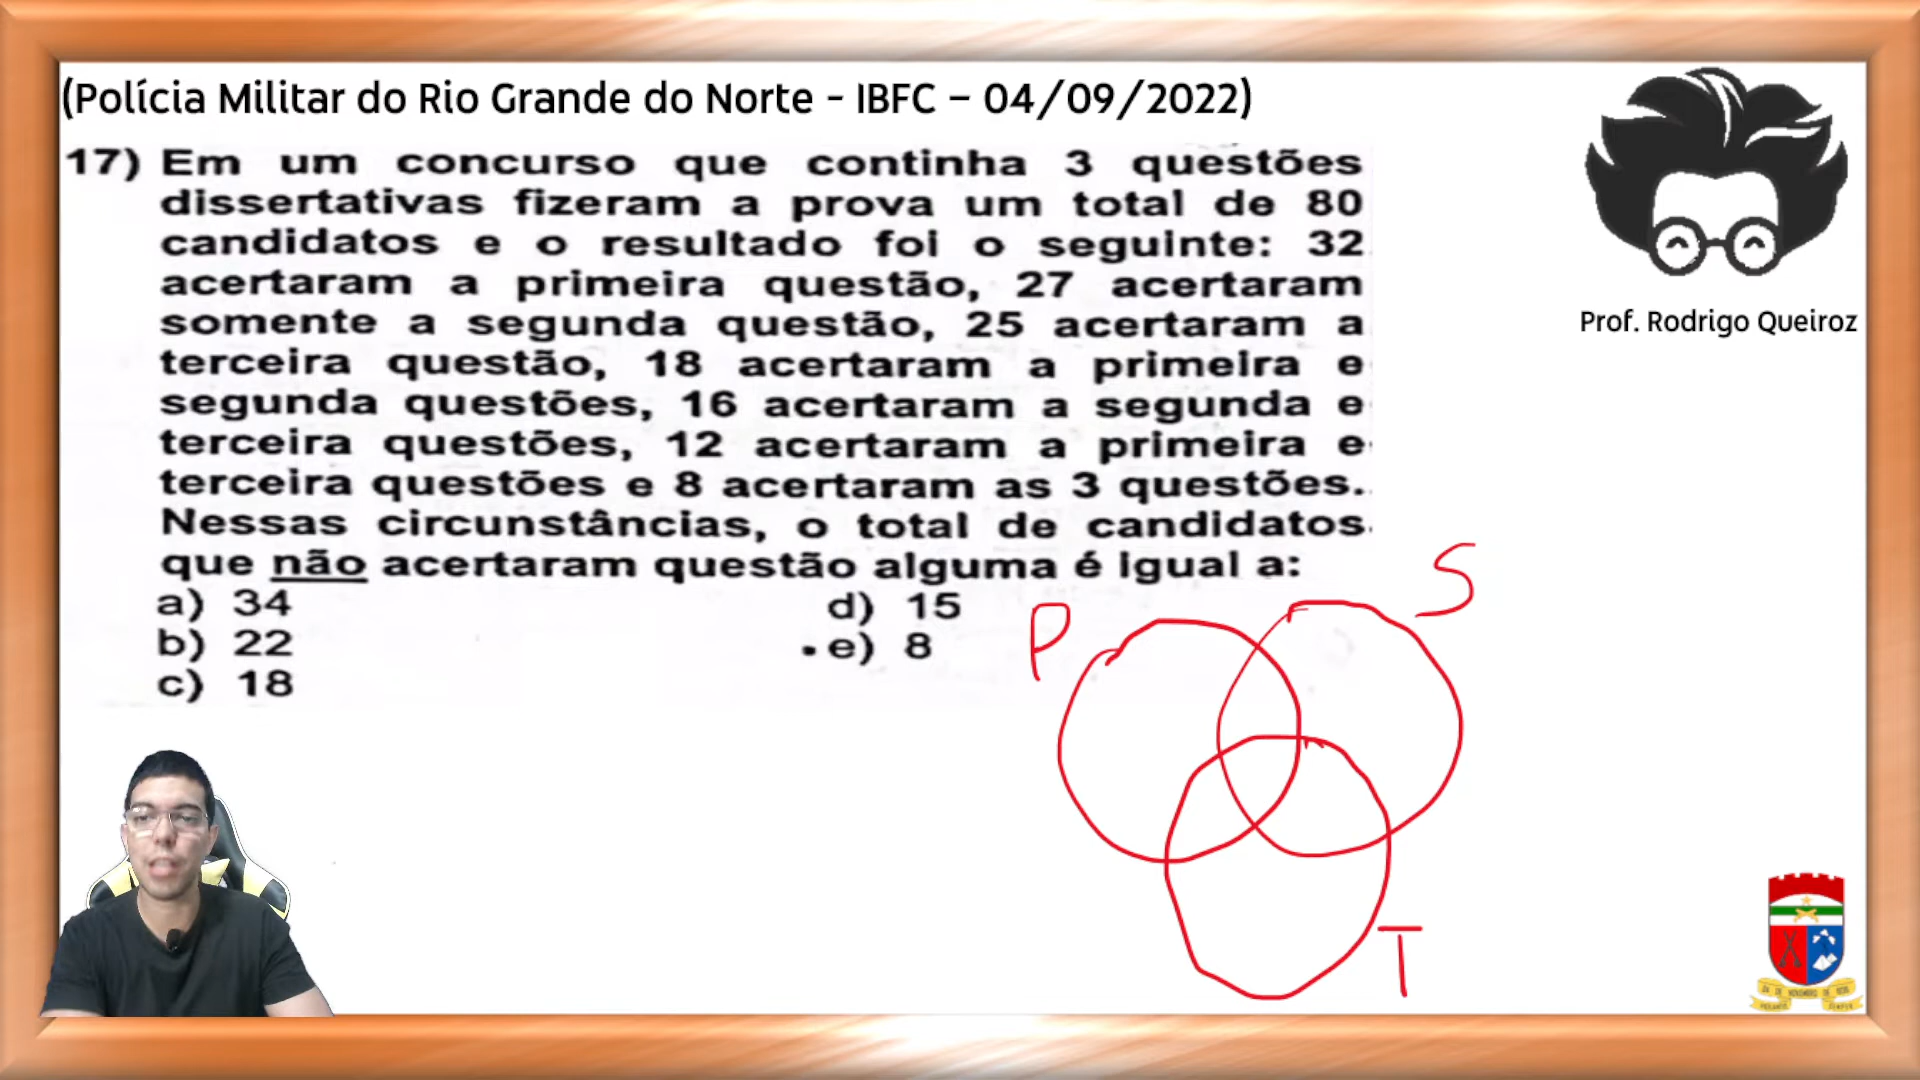 (Polícia Militar do Rio Grande do Norte - IBFC – 04/09/2022)
17) Em um concurso que continha 3 questões
dissertativas fizeram a prova um total de 80
candidatos e o resultado foi o seguinte: 32
acertaram a primeira questão, 27 acertaram
somente a segunda questão, 25 acertaram a
terceira questão, 18 acertaram a primeira e
segunda questões, 16 acertaram a segunda e
terceira questões, 12 acertaram a primeira e
terceira questões e 8 acertaram as 3 questões.
Nessas circunstâncias, o total de candidatos
que não acertaram questão alguma é igual a:
a) 34
b) 22
c) 18
d) 15
e) 8
Prof. Rodrigo Queiroz
P
S
T